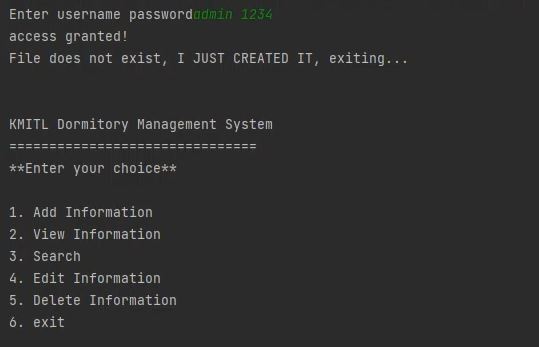 Enter username passwordadmin 1234
access granted!
File does not exist, I JUST CREATED IT, exiting...
KMITL Dormitory Management System
===============================
**Enter your choice**
1. Add Information
2. View Information
3. Search
4. Edit Information
5. Delete Information
6. exit